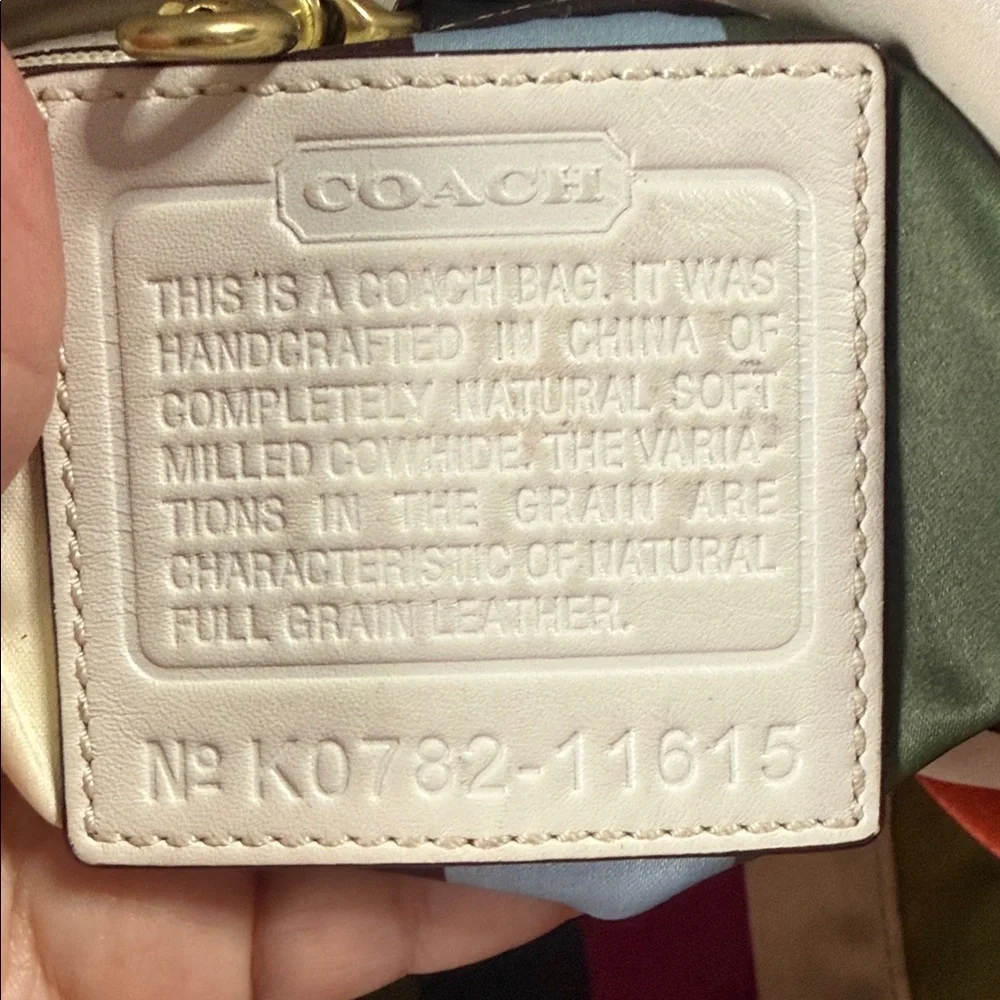 COACH
THIS IS A COACH BAG. IT WAS
HANDCRAFTED IN CHINA OF
COMPLETELY NATURAL SOFT
MILLED COWHIDE. THE VARIA-
TIONS IN THE GRAIN ARE
CHARACTERISTIC OF NATURAL
FULL GRAIN LEATHER.
Nº K0782-11615